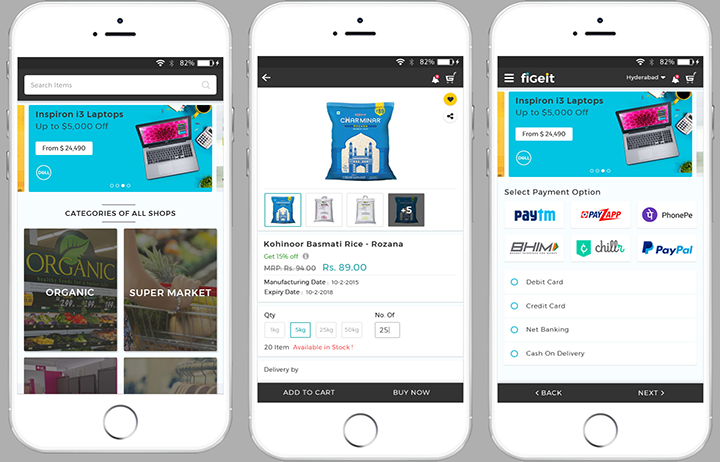 82%
Search Items
Inspiron i3 Laptops
Up to $5,000 Off
From $ 24,490
DELL
CATEGORIES OF ALL SHOPS
ORGANIC
ORGANIC
SUPER MARKET
82%
CHARMINAR
+5
Kohinoor Basmati Rice - Rozana
Get 15% off
MRP: Rs. 94.00 Rs. 89.00
Manufacturing Date : 10-2-2015
Expiry Date : 10-2-2018
Qty No. Of
1kg 5kg 25kg 50kg 25
20 Item Available in Stock !
Delivery by
ADD TO CART BUY NOW
82%
fiGeit Hyderabad
Inspiron i3 Laptops
Up to $5,000 Off
From $ 24,490
DELL
Select Payment Option
paytm PAYZAPP PhonePe
BHIM chillr PayPal
Debit Card
Credit Card
Net Banking
Cash On Delivery
< BACK NEXT >